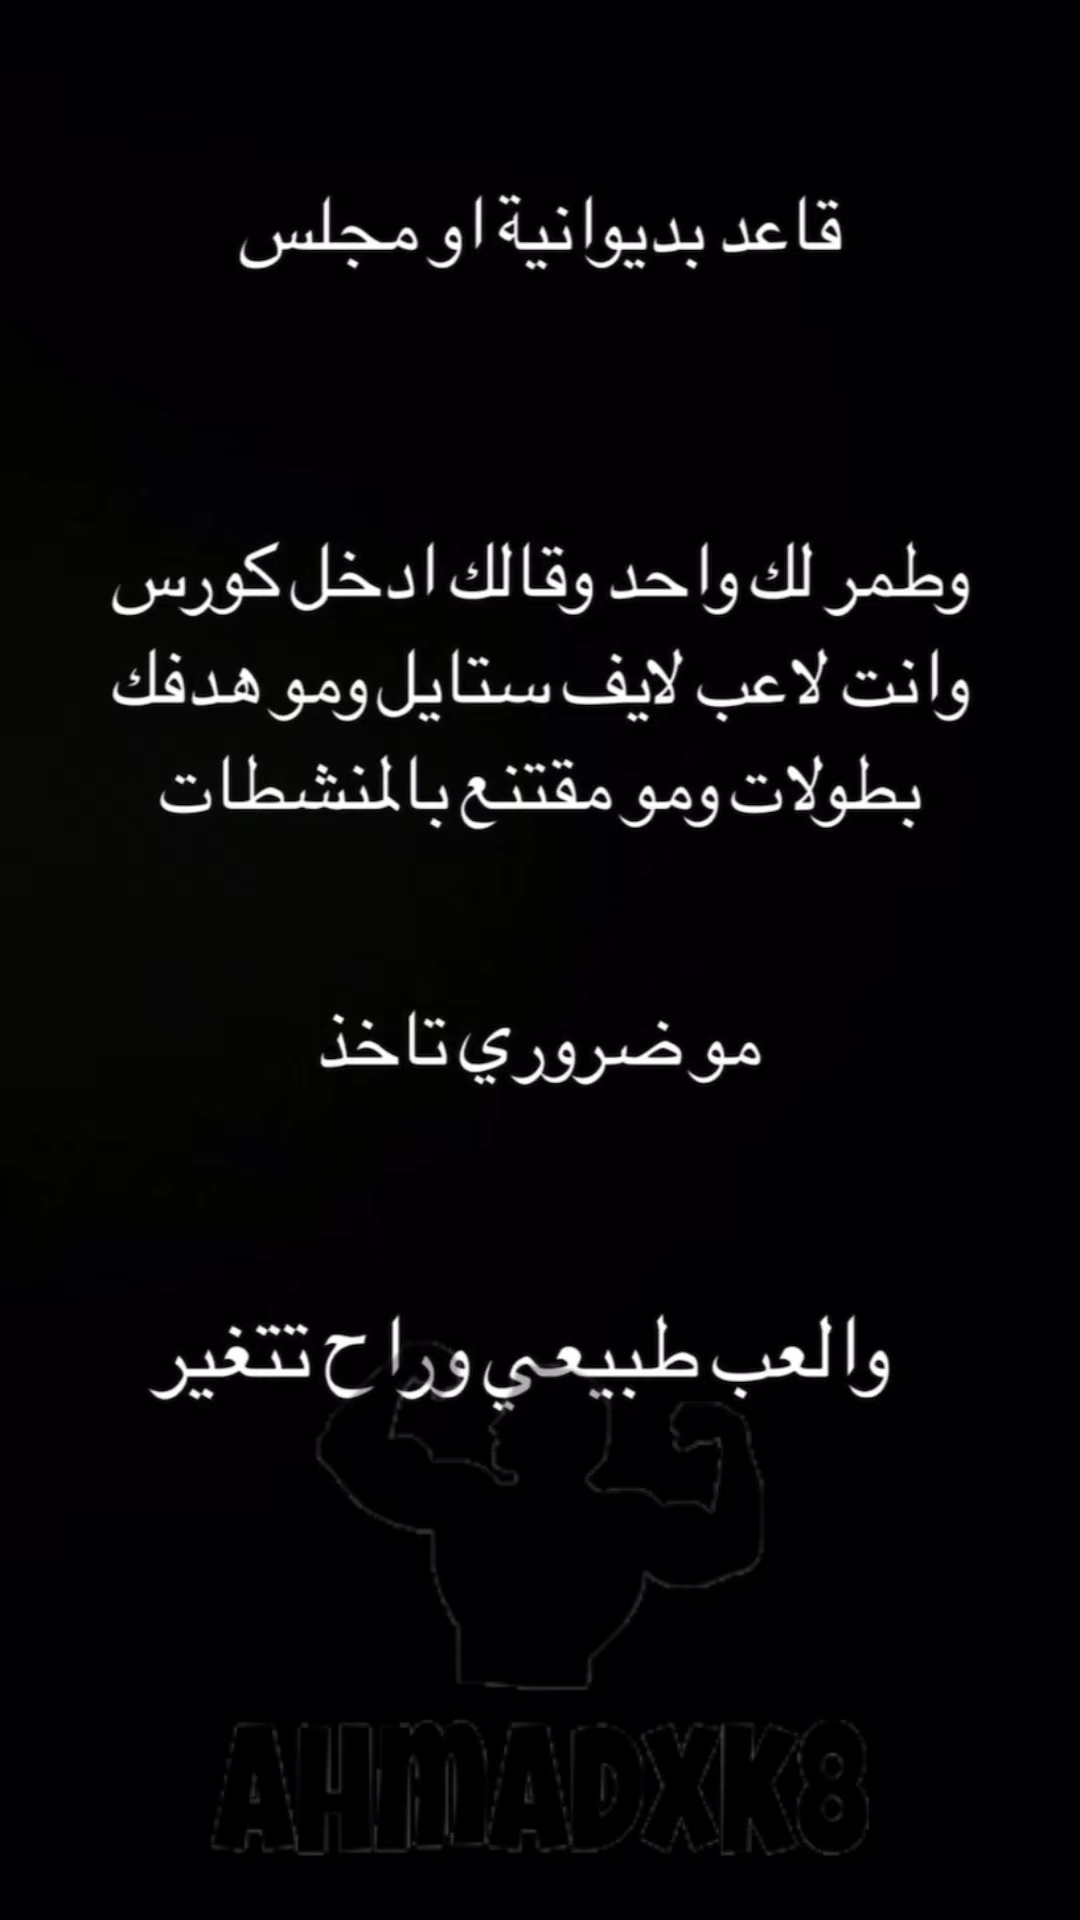 قاعد بديوانية او مجلس
وطمر لك واحد وقالك ادخل كورس
وانت لاعب لايف ستايل ومو هدفك
بطولات ومو مقتنع بالمنشطات
مو ضروري تاخذ
والعب طبيعي وراح تتغير
AHMADXK8